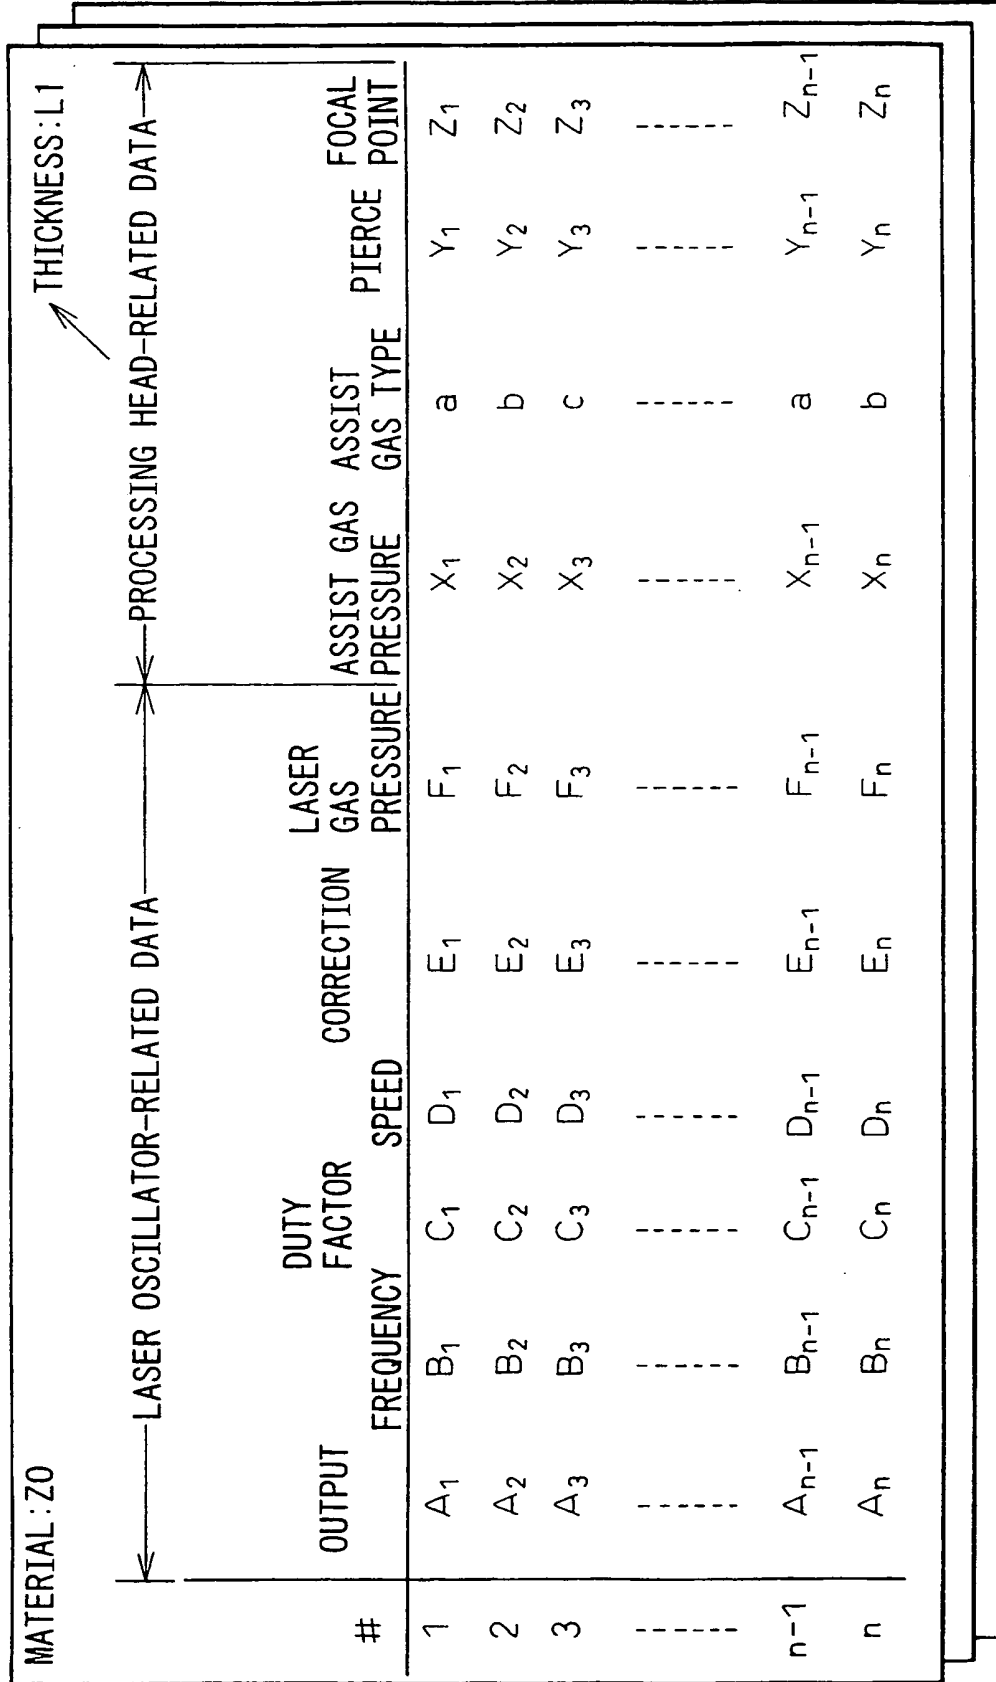 MATERIAL:Z0
THICKNESS:L1
LASER OSCILLATOR-RELATED DATA
PROCESSING HEAD-RELATED DATA
# OUTPUT FREQUENCY DUTY FACTOR SPEED CORRECTION LASER GAS PRESSURE ASSIST GAS PRESSURE ASSIST GAS TYPE PIERCE FOCAL POINT
1 A1 B1 C1 D1 E1 F1 X1 a Y1 Z1
2 A2 B2 C2 D2 E2 F2 X2 b Y2 Z2
3 A3 B3 C3 D3 E3 F3 X3 c Y3 Z3
------ ------ ------ ------ ------ ------ ------ ------ ------ ------ ------
n-1 An-1 Bn-1 Cn-1 Dn-1 En-1 Fn-1 Xn-1 a Yn-1 Zn-1
n An Bn Cn Dn En Fn Xn b Yn Zn